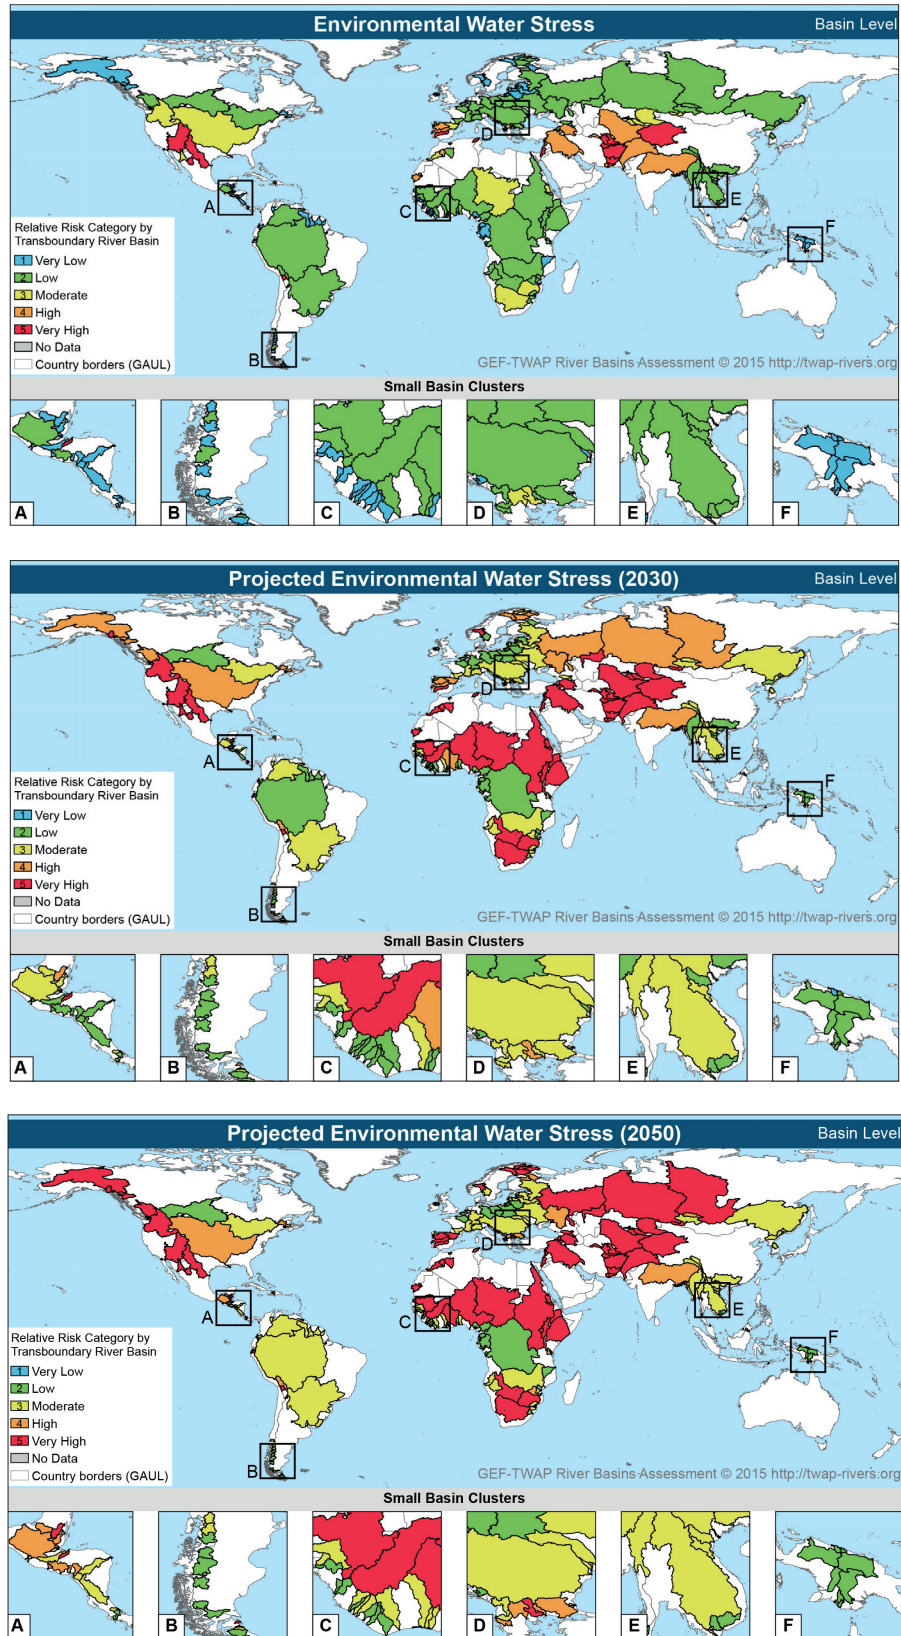 Environmental Water Stress
Basin Level
A
B
C
D
E
F
Relative Risk Category by
Transboundary River Basin
1 Very Low
2 Low
3 Moderate
4 High
5 Very High
No Data
Country borders (GAUL)
GEF-TWAP River Basins Assessment © 2015 http://twap-rivers.org
Small Basin Clusters
A
B
C
D
E
F
Projected Environmental Water Stress (2030)
Basin Level
A
B
C
D
E
F
Relative Risk Category by
Transboundary River Basin
1 Very Low
2 Low
3 Moderate
4 High
5 Very High
No Data
Country borders (GAUL)
GEF-TWAP River Basins Assessment © 2015 http://twap-rivers.org
Small Basin Clusters
A
B
C
D
E
F
Projected Environmental Water Stress (2050)
Basin Level
A
B
C
D
E
F
Relative Risk Category by
Transboundary River Basin
1 Very Low
2 Low
3 Moderate
4 High
5 Very High
No Data
Country borders (GAUL)
GEF-TWAP River Basins Assessment © 2015 http://twap-rivers.org
Small Basin Clusters
A
B
C
D
E
F